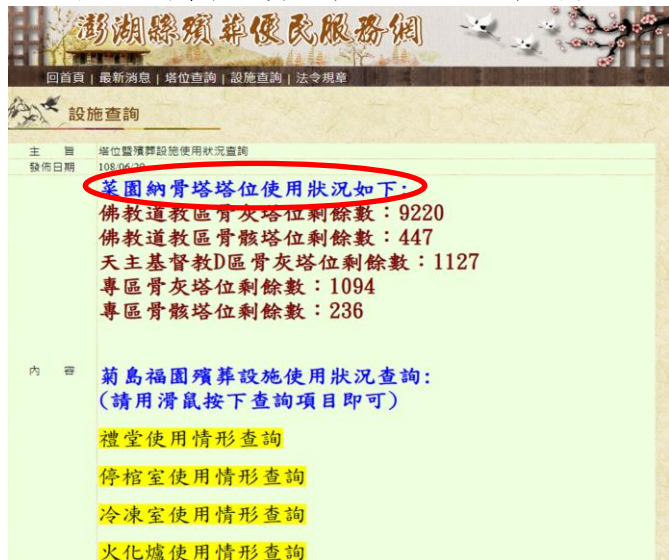 澎湖縣殯葬便民服務網
回首頁 | 最新消息 | 塔位查詢 | 設施查詢 | 法令規章
設施查詢
主 旨 塔位暨殯葬設施使用狀況查詢
發佈日期 108/06/20
菜園納骨塔塔位使用狀況如下:
佛教道教區骨灰塔位剩餘數：9220
佛教道教區骨骸塔位剩餘數：447
天主基督教D區骨灰塔位剩餘數：1127
專區骨灰塔位剩餘數：1094
專區骨骸塔位剩餘數：236
內 容
菊島福園殯葬設施使用狀況查詢:
(請用滑鼠按下查詢項目即可)
禮堂使用情形查詢
停棺室使用情形查詢
冷凍室使用情形查詢
火化爐使用情形查詢